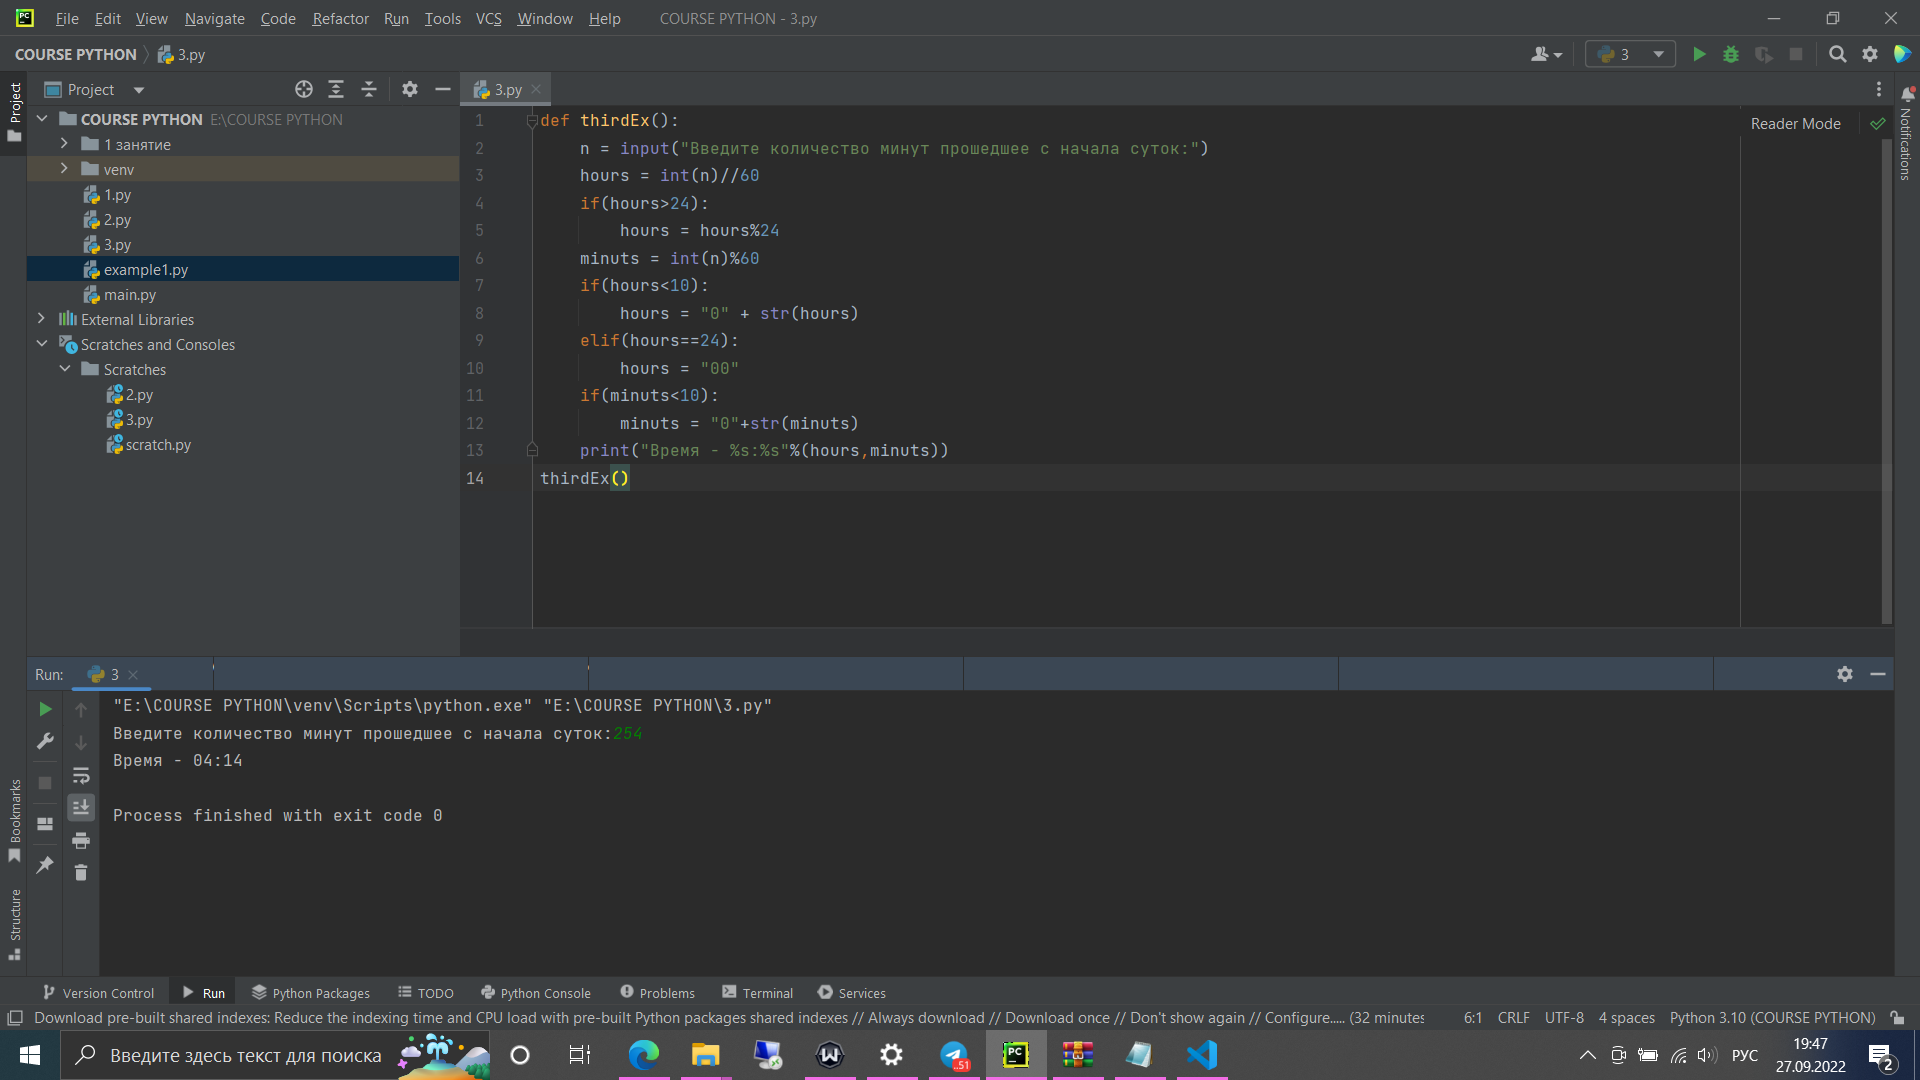 File Edit View Navigate Code Refactor Run Tools VCS Window Help COURSE PYTHON - 3.py
COURSE PYTHON 3.py
3
Project
Project
3.py
COURSE PYTHON E:\COURSE PYTHON
1 занятие
venv
1.py
2.py
3.py
example1.py
main.py
External Libraries
Scratches and Consoles
Scratches
2.py
3.py
scratch.py
Reader Mode
Notifications
1 def thirdEx():
2 n = input("Введите количество минут прошедшее с начала суток:")
3 hours = int(n)//60
4 if(hours>24):
5 hours = hours%24
6 minuts = int(n)%60
7 if(hours<10):
8 hours = "0" + str(hours)
9 elif(hours==24):
10 hours = "00"
11 if(minuts<10):
12 minuts = "0"+str(minuts)
13 print("Время - %s:%s"%(hours,minuts))
14 thirdEx()
Run: 3
"E:\COURSE PYTHON\venv\Scripts\python.exe" "E:\COURSE PYTHON\3.py"
Введите количество минут прошедшее с начала суток:254
Время - 04:14
Process finished with exit code 0
Bookmarks
Structure
Version Control Run Python Packages TODO Python Console Problems Terminal Services
Download pre-built shared indexes: Reduce the indexing time and CPU load with pre-built Python packages shared indexes // Always download // Download once // Don't show again // Configure..... (32 minutes 6:1 CRLF UTF-8 4 spaces Python 3.10 (COURSE PYTHON)
Введите здесь текст для поиска
PC
51
PC
РУС
19:47
27.09.2022
2